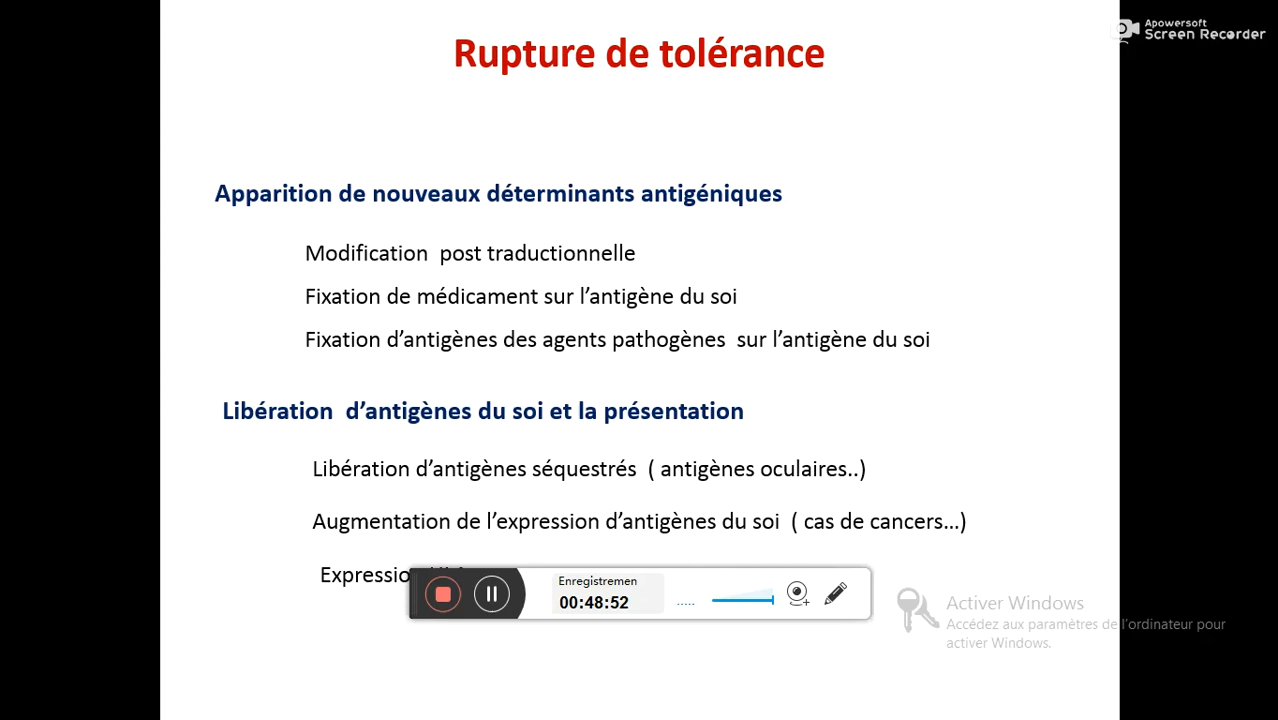 Apowersoft
Screen Recorder
Rupture de tolérance
Apparition de nouveaux déterminants antigéniques
Modification post traductionnelle
Fixation de médicament sur l’antigène du soi
Fixation d’antigènes des agents pathogènes sur l’antigène du soi
Libération d’antigènes du soi et la présentation
Libération d’antigènes séquestrés ( antigènes oculaires..)
Augmentation de l’expression d’antigènes du soi ( cas de cancers…)
Enregistremen
00:48:52
Activer Windows
Accédez aux paramètres de l’ordinateur pour
activer Windows.